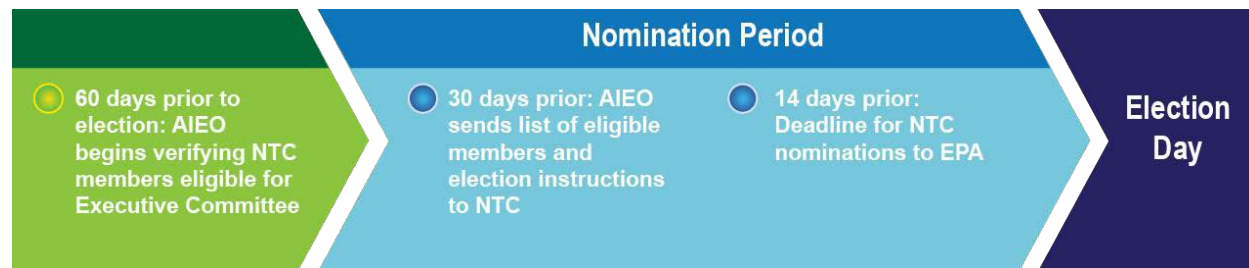 Nomination Period
60 days prior to
election: AIEO
begins verifying NTC
members eligible for
Executive Committee
30 days prior: AIEO
sends list of eligible
members and
election instructions
to NTC
14 days prior:
Deadline for NTC
nominations to EPA
Election
Day